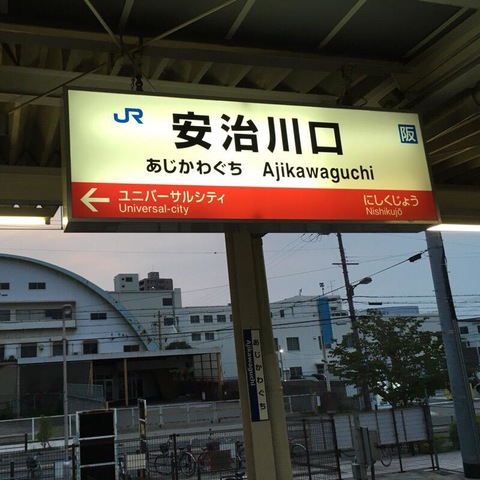 JR 安治川口 阪
あじかわぐち Ajikawaguchi
ユニバーサルシティ にしくじょう
Universal-city Nishikujō
あじかわぐち